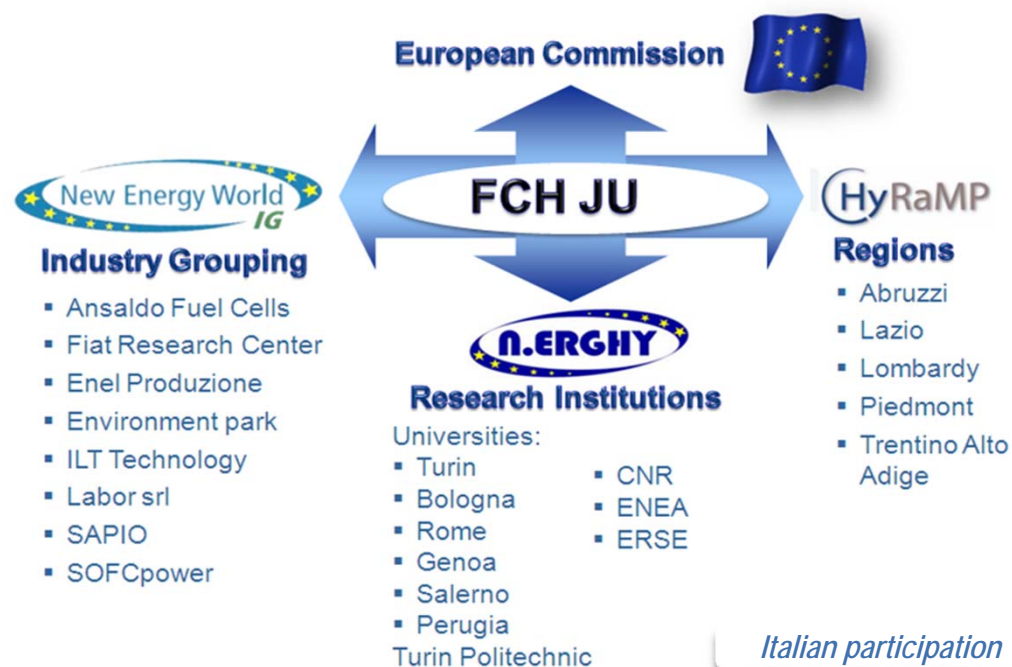 European Commission
FCH JU
New Energy World
IG
Industry Grouping
▪ Ansaldo Fuel Cells
▪ Fiat Research Center
▪ Enel Produzione
▪ Environment park
▪ ILT Technology
▪ Labor srl
▪ SAPIO
▪ SOFCpower
n.ERGHY
Research Institutions
Universities:
▪ Turin
▪ Bologna
▪ Rome
▪ Genoa
▪ Salerno
▪ Perugia
Turin Politechnic
▪ CNR
▪ ENEA
▪ ERSE
HyRaMP
Regions
▪ Abruzzi
▪ Lazio
▪ Lombardy
▪ Piedmont
▪ Trentino Alto
Adige
Italian participation